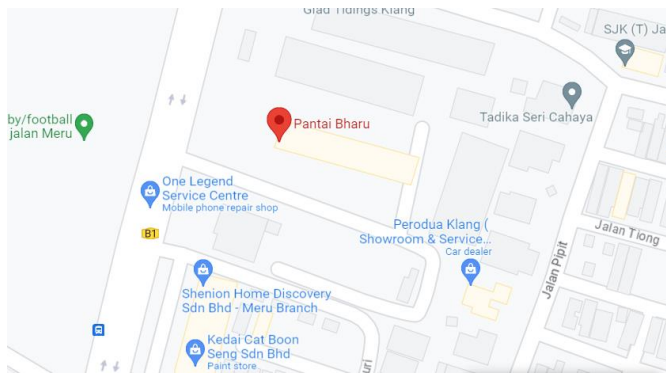 Glad Tidings Klang
SJK (T) Ja
by/football
jalan Meru
Pantai Bharu
Tadika Seri Cahaya
One Legend
Service Centre
Mobile phone repair shop
B1
Perodua Klang (
Showroom & Service...
Car dealer
Jalan Tiong
Jalan Pipit
Shenion Home Discovery
Sdn Bhd - Meru Branch
Kedai Cat Boon
Seng Sdn Bhd
Paint store
uri